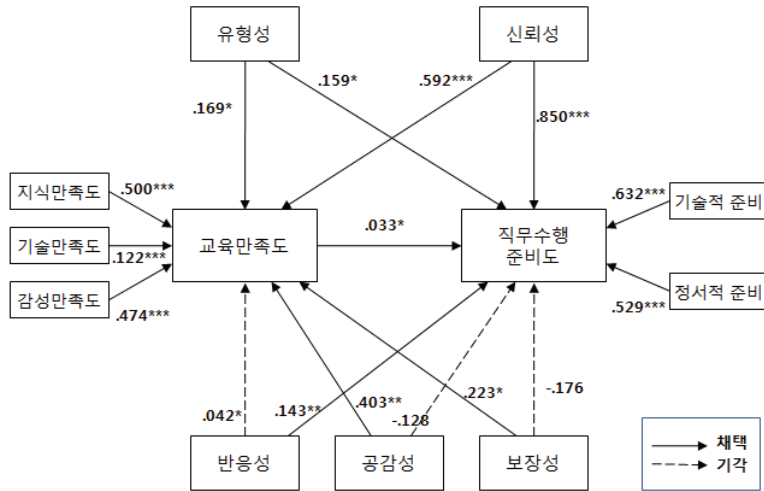 유형성
신뢰성
.159*
.592***
.169*
.850***
지식만족도
.500***
.632***
기술적 준비
기술만족도
.122***
교육만족도
.033*
직무수행
준비도
감성만족도
.474***
정서적 준비
.529***
.042*
.143**
.403**
-.128
.223*
-.176
반응성
공감성
보장성
채택
기각